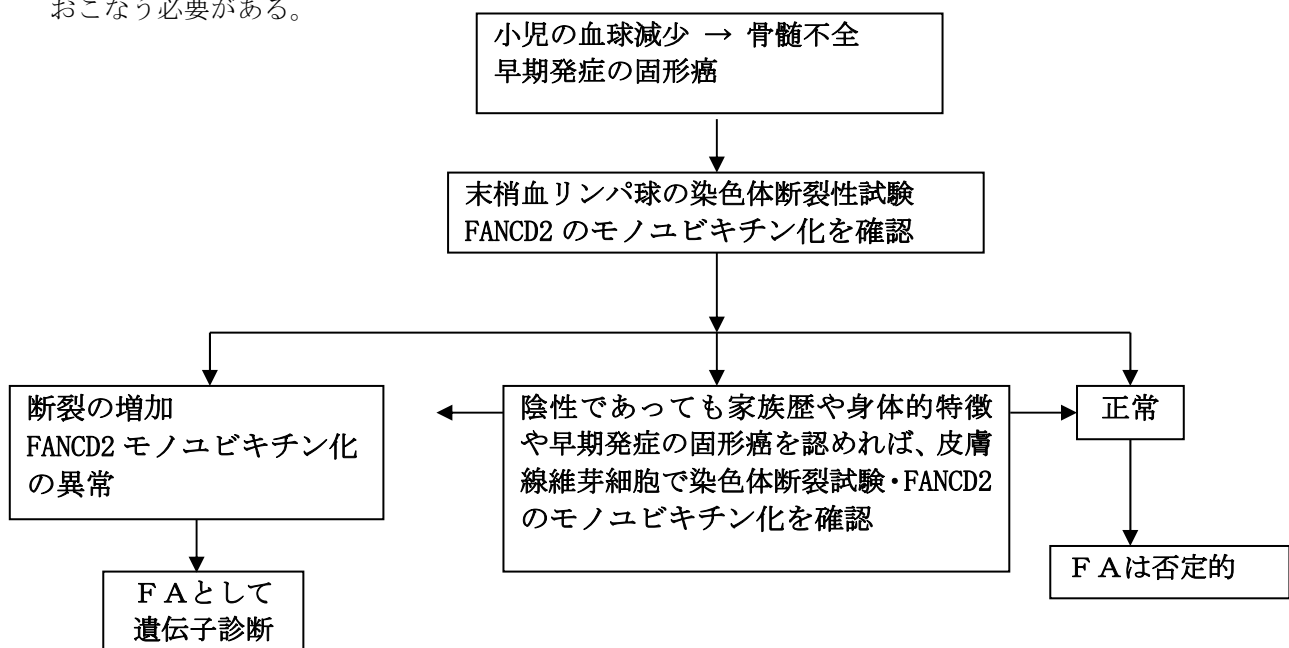 おこなう必要がある。
小児の血球減少 → 骨髄不全
早期発症の固形癌
末梢血リンパ球の染色体断裂性試験
FANCD2 のモノユビキチン化を確認
断裂の増加
FANCD2 モノユビキチン化
の異常
陰性であっても家族歴や身体的特徴
や早期発症の固形癌を認めれば、皮膚
線維芽細胞で染色体断裂試験・FANCD2
のモノユビキチン化を確認
正常
ＦＡとして
遺伝子診断
ＦＡは否定的